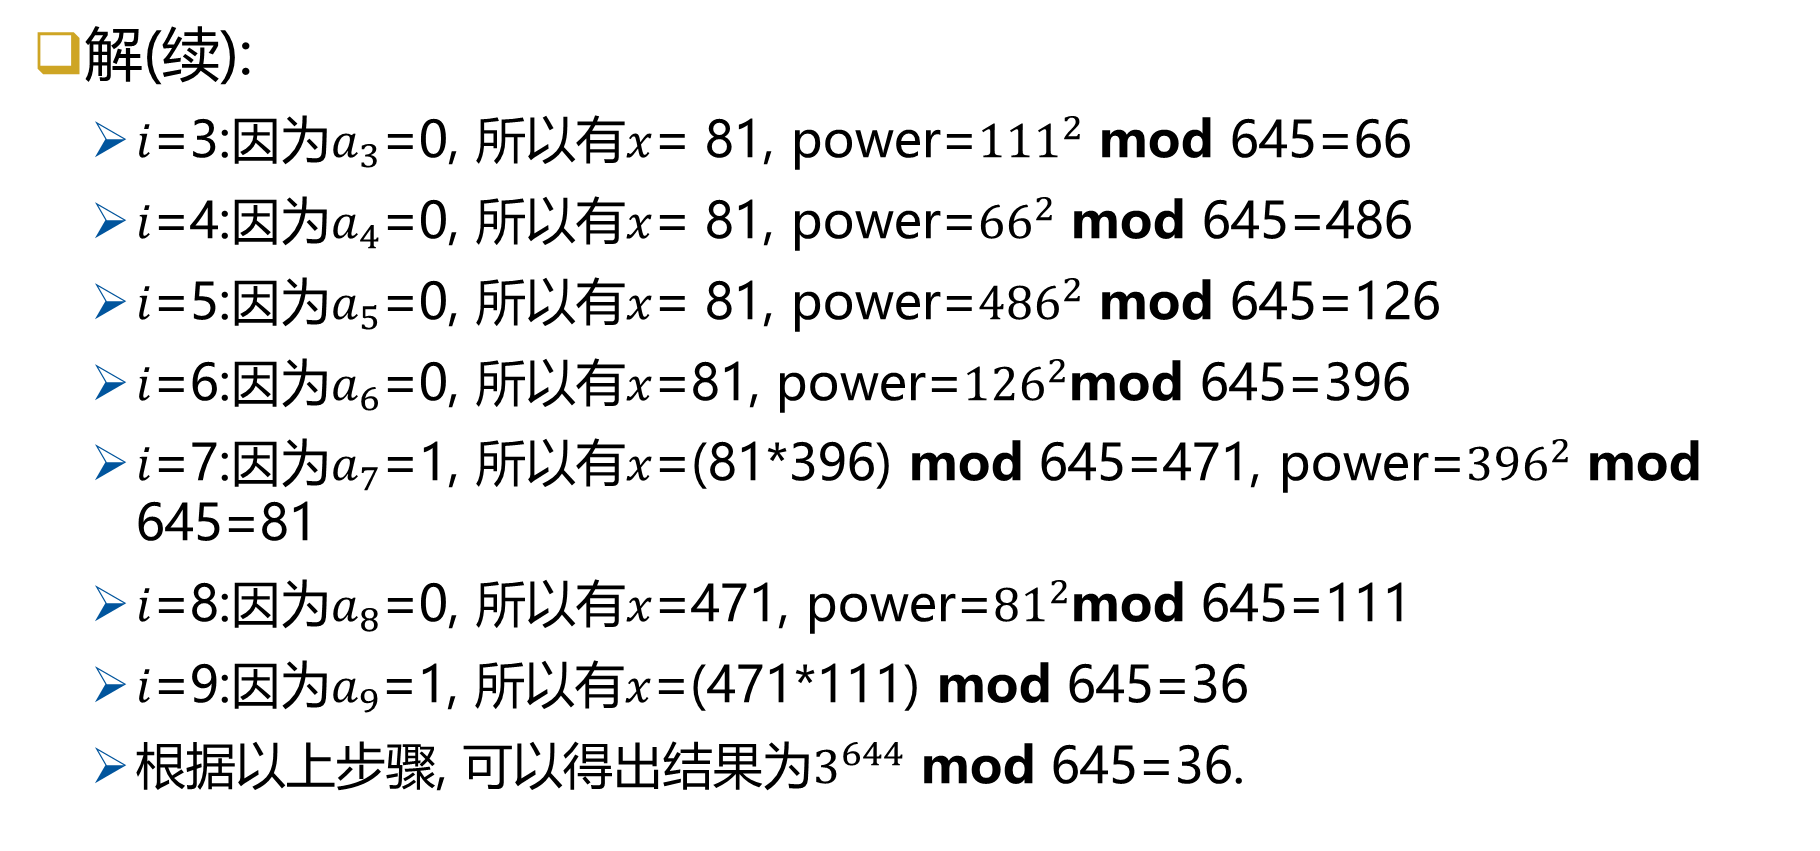 解(续):
i=3:因为a₃=0, 所以有x= 81, power=111² mod 645=66
i=4:因为a₄=0, 所以有x= 81, power=66² mod 645=486
i=5:因为a₅=0, 所以有x= 81, power=486² mod 645=126
i=6:因为a₆=0, 所以有x=81, power=126²mod 645=396
i=7:因为a₇=1, 所以有x=(81*396) mod 645=471, power=396² mod
645=81
i=8:因为a₈=0, 所以有x=471, power=81²mod 645=111
i=9:因为a₉=1, 所以有x=(471*111) mod 645=36
根据以上步骤, 可以得出结果为3⁶⁴⁴ mod 645=36.